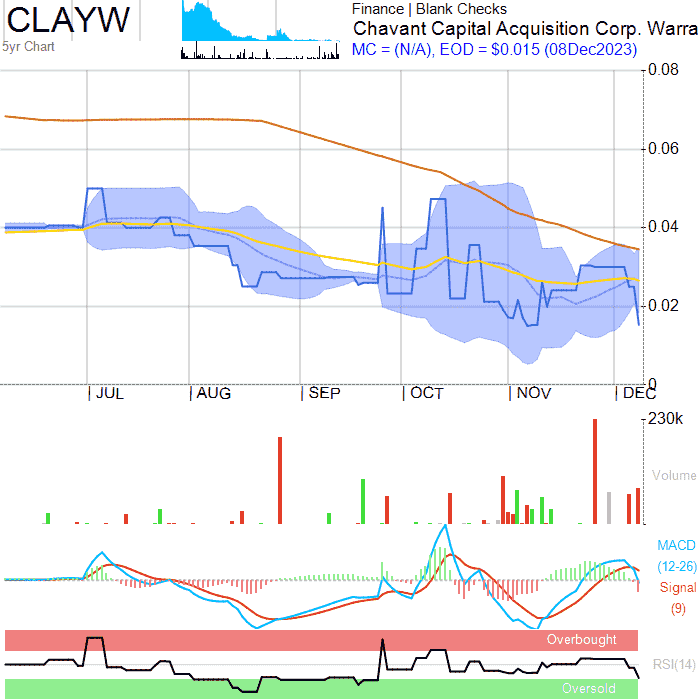 CLAYW
5yr Chart
Finance | Blank Checks
Chavant Capital Acquisition Corp. Warra
MC = (N/A), EOD = $0.015 (08Dec2023)
0.08
0.06
0.04
0.02
0
JUL
AUG
SEP
OCT
NOV
DEC
230k
Volume
MACD
(12-26)
Signal
(9)
Overbought
RSI(14)
Oversold